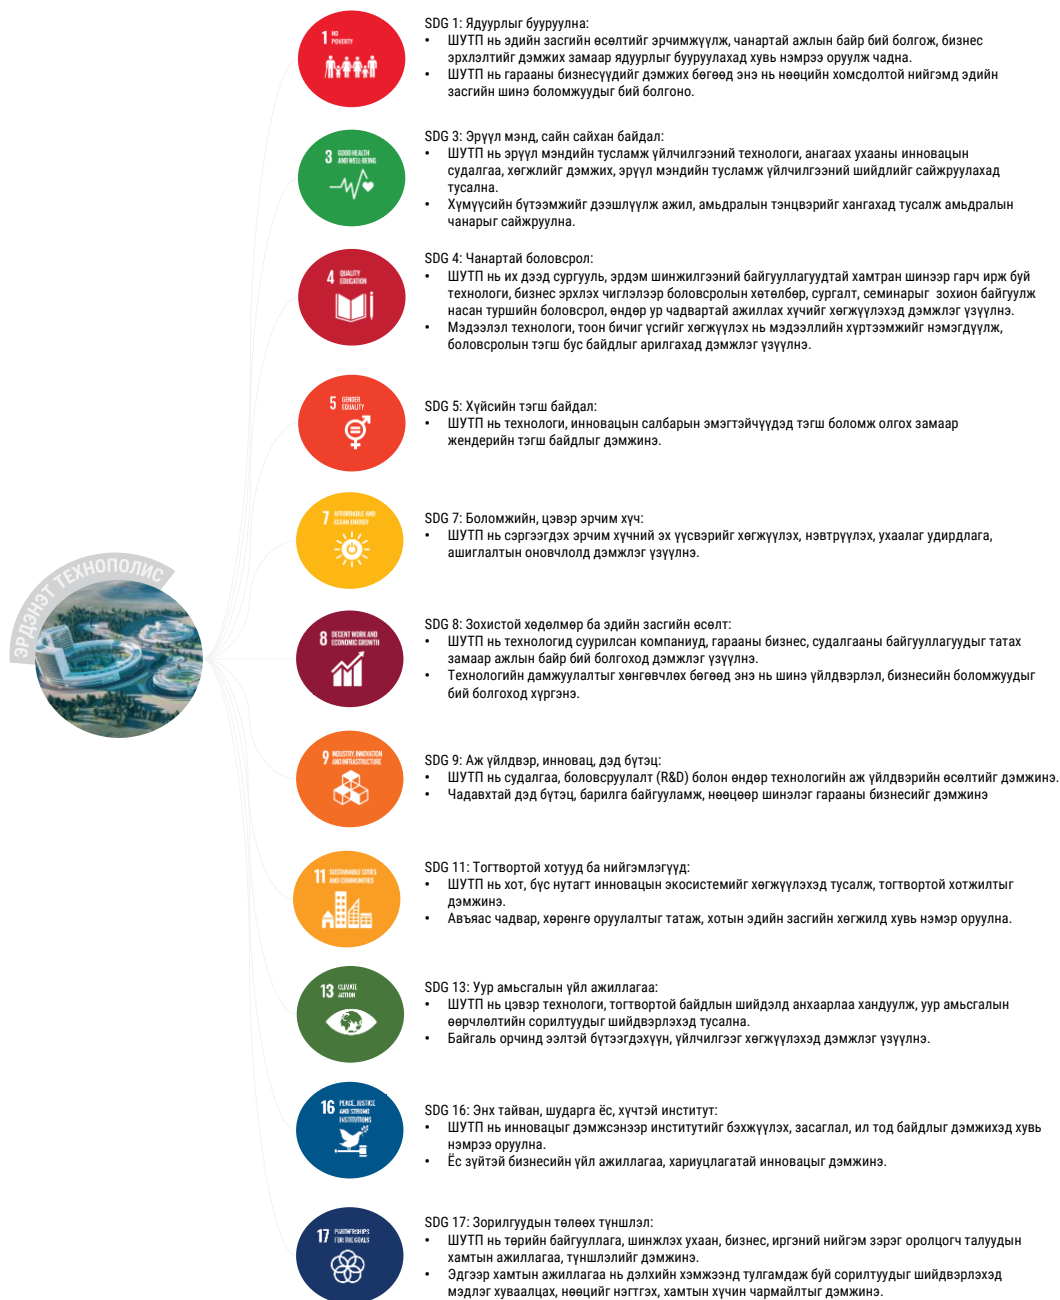 ЭРДЭНЭТ ТЕХНОПОЛИС
1 NO
POVERTY
SDG 1: Ядуурлыг бууруулна:
• ШУТП нь эдийн засгийн өсөлтийг эрчимжүүлж, чанартай ажлын байр бий болгож, бизнес
эрхлэлтийг дэмжих замаар ядуурлыг бууруулахад хувь нэмрээ оруулж чадна.
• ШУТП нь гарааны бизнесүүдийг дэмжих бөгөөд энэ нь нөөцийн хомсдолтой нийгэмд эдийн
засгийн шинэ боломжуудыг бий болгоно.
3 GOOD HEALTH
AND WELL-BEING
SDG 3: Эрүүл мэнд, сайн сайхан байдал:
• ШУТП нь эрүүл мэндийн тусламж үйлчилгээний технологи, анагаах ухааны инновацын
судалгаа, хөгжлийг дэмжих, эрүүл мэндийн тусламж үйлчилгээний шийдлийг сайжруулахад
тусална.
• Хүмүүсийн бүтээмжийг дээшлүүлж ажил, амьдралын тэнцвэрийг хангахад тусалж амьдралын
чанарыг сайжруулна.
4 QUALITY
EDUCATION
SDG 4: Чанартай боловсрол:
• ШУТП нь их дээд сургууль, эрдэм шинжилгээний байгууллагуудтай хамтран шинээр гарч ирж буй
технологи, бизнес эрхлэх чиглэлээр боловсролын хөтөлбөр, сургалт, семинарыг зохион байгуулж
насан туршийн боловсрол, өндөр ур чадвартай ажиллах хүчийг хөгжүүлэхэд дэмжлэг үзүүлнэ.
• Мэдээлэл технологи, тоон бичиг үсгийг хөгжүүлэх нь мэдээллийн хүртээмжийг нэмэгдүүлж,
боловсролын тэгш бус байдлыг арилгахад дэмжлэг үзүүлнэ.
5 GENDER
EQUALITY
SDG 5: Хүйсийн тэгш байдал:
• ШУТП нь технологи, инновацын салбарын эмэгтэйчүүдэд тэгш боломж олгох замаар
жендерийн тэгш байдлыг дэмжинэ.
7 AFFORDABLE AND
CLEAN ENERGY
SDG 7: Боломжийн, цэвэр эрчим хүч:
• ШУТП нь сэргээгдэх эрчим хүчний эх үүсвэрийг хөгжүүлэх, нэвтрүүлэх, ухаалаг удирдлага,
ашиглалтын оновчлолд дэмжлэг үзүүлнэ.
8 DECENT WORK AND
ECONOMIC GROWTH
SDG 8: Зохистой хөдөлмөр ба эдийн засгийн өсөлт:
• ШУТП нь технологид суурилсан компаниуд, гарааны бизнес, судалгааны байгууллагуудыг татах
замаар ажлын байр бий болгоход дэмжлэг үзүүлнэ.
• Технологийн дамжуулалтыг хөнгөвчлөх бөгөөд энэ нь шинэ үйлдвэрлэл, бизнесийн боломжуудыг
бий болгоход хүргэнэ.
9 INDUSTRY, INNOVATION
AND INFRASTRUCTURE
SDG 9: Аж үйлдвэр, инновац, дэд бүтэц:
• ШУТП нь судалгаа, боловсруулалт (R&D) болон өндөр технологийн аж үйлдвэрийн өсөлтийг дэмжинэ.
• Чадавхтай дэд бүтэц, барилга байгууламж, нөөцөөр шинэлэг гарааны бизнесийг дэмжинэ
11 SUSTAINABLE CITIES
AND COMMUNITIES
SDG 11: Тогтвортой хотууд ба нийгэмлэгүүд:
• ШУТП нь хот, бүс нутагт инновацын экосистемийг хөгжүүлэхэд тусалж, тогтвортой хотжилтыг
дэмжинэ.
• Авъяас чадвар, хөрөнгө оруулалтыг татаж, хотын эдийн засгийн хөгжилд хувь нэмэр оруулна.
13 CLIMATE
ACTION
SDG 13: Уур амьсгалын үйл ажиллагаа:
• ШУТП нь цэвэр технологи, тогтвортой байдлын шийдэлд анхаарлаа хандуулж, уур амьсгалын
өөрчлөлтийн сорилтуудыг шийдвэрлэхэд тусална.
• Байгаль орчинд ээлтэй бүтээгдэхүүн, үйлчилгээг хөгжүүлэхэд дэмжлэг үзүүлнэ.
16 PEACE, JUSTICE
AND STRONG
INSTITUTIONS
SDG 16: Энх тайван, шударга ёс, хүчтэй институт:
• ШУТП нь инновацыг дэмжсэнээр институтийг бэхжүүлэх, засаглал, ил тод байдлыг дэмжихэд хувь
нэмрээ оруулна.
• Ёс зүйтэй бизнесийн үйл ажиллагаа, хариуцлагатай инновацыг дэмжинэ.
17 PARTNERSHIPS
FOR THE GOALS
SDG 17: Зорилгуудын төлөөх түншлэл:
• ШУТП нь төрийн байгууллага, шинжлэх ухаан, бизнес, иргэний нийгэм зэрэг оролцогч талуудын
хамтын ажиллагаа, түншлэлийг дэмжинэ.
• Эдгээр хамтын ажиллагаа нь дэлхийн хэмжээнд тулгамдаж буй сорилтуудыг шийдвэрлэхэд
мэдлэг хуваалцах, нөөцийг нэгтгэх, хамтын хүчин чармайлтыг дэмжинэ.